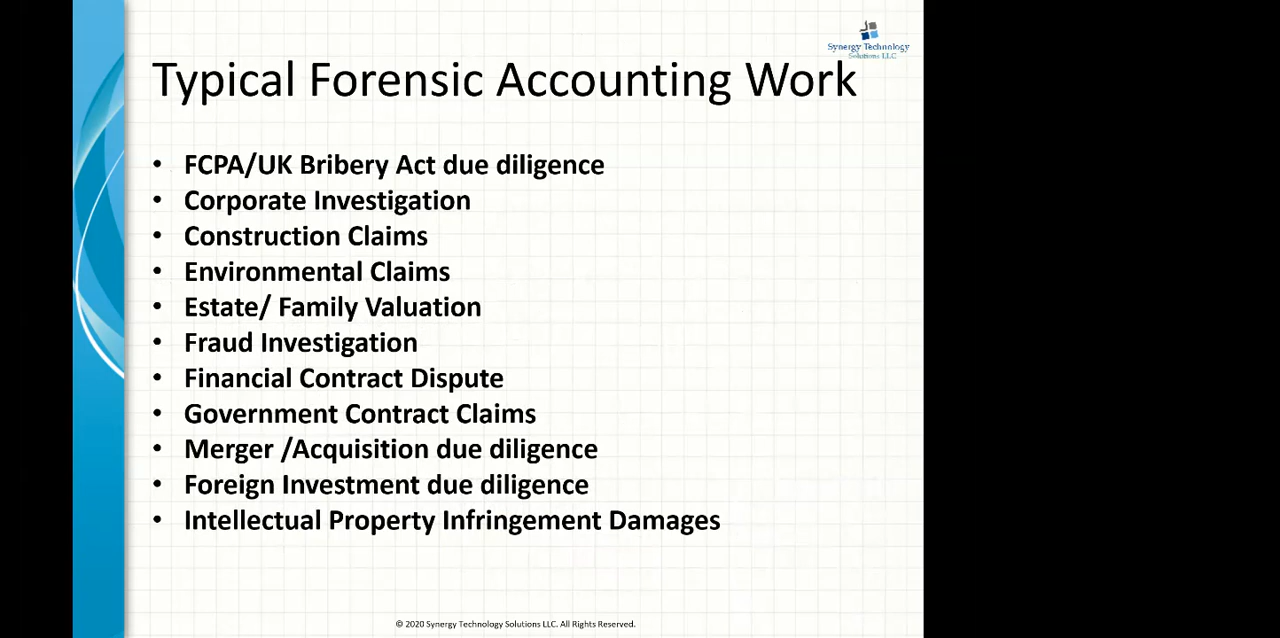 Synergy Technology
Solutions LLC
Typical Forensic Accounting Work
• FCPA/UK Bribery Act due diligence
• Corporate Investigation
• Construction Claims
• Environmental Claims
• Estate/ Family Valuation
• Fraud Investigation
• Financial Contract Dispute
• Government Contract Claims
• Merger /Acquisition due diligence
• Foreign Investment due diligence
• Intellectual Property Infringement Damages
© 2020 Synergy Technology Solutions LLC. All Rights Reserved.